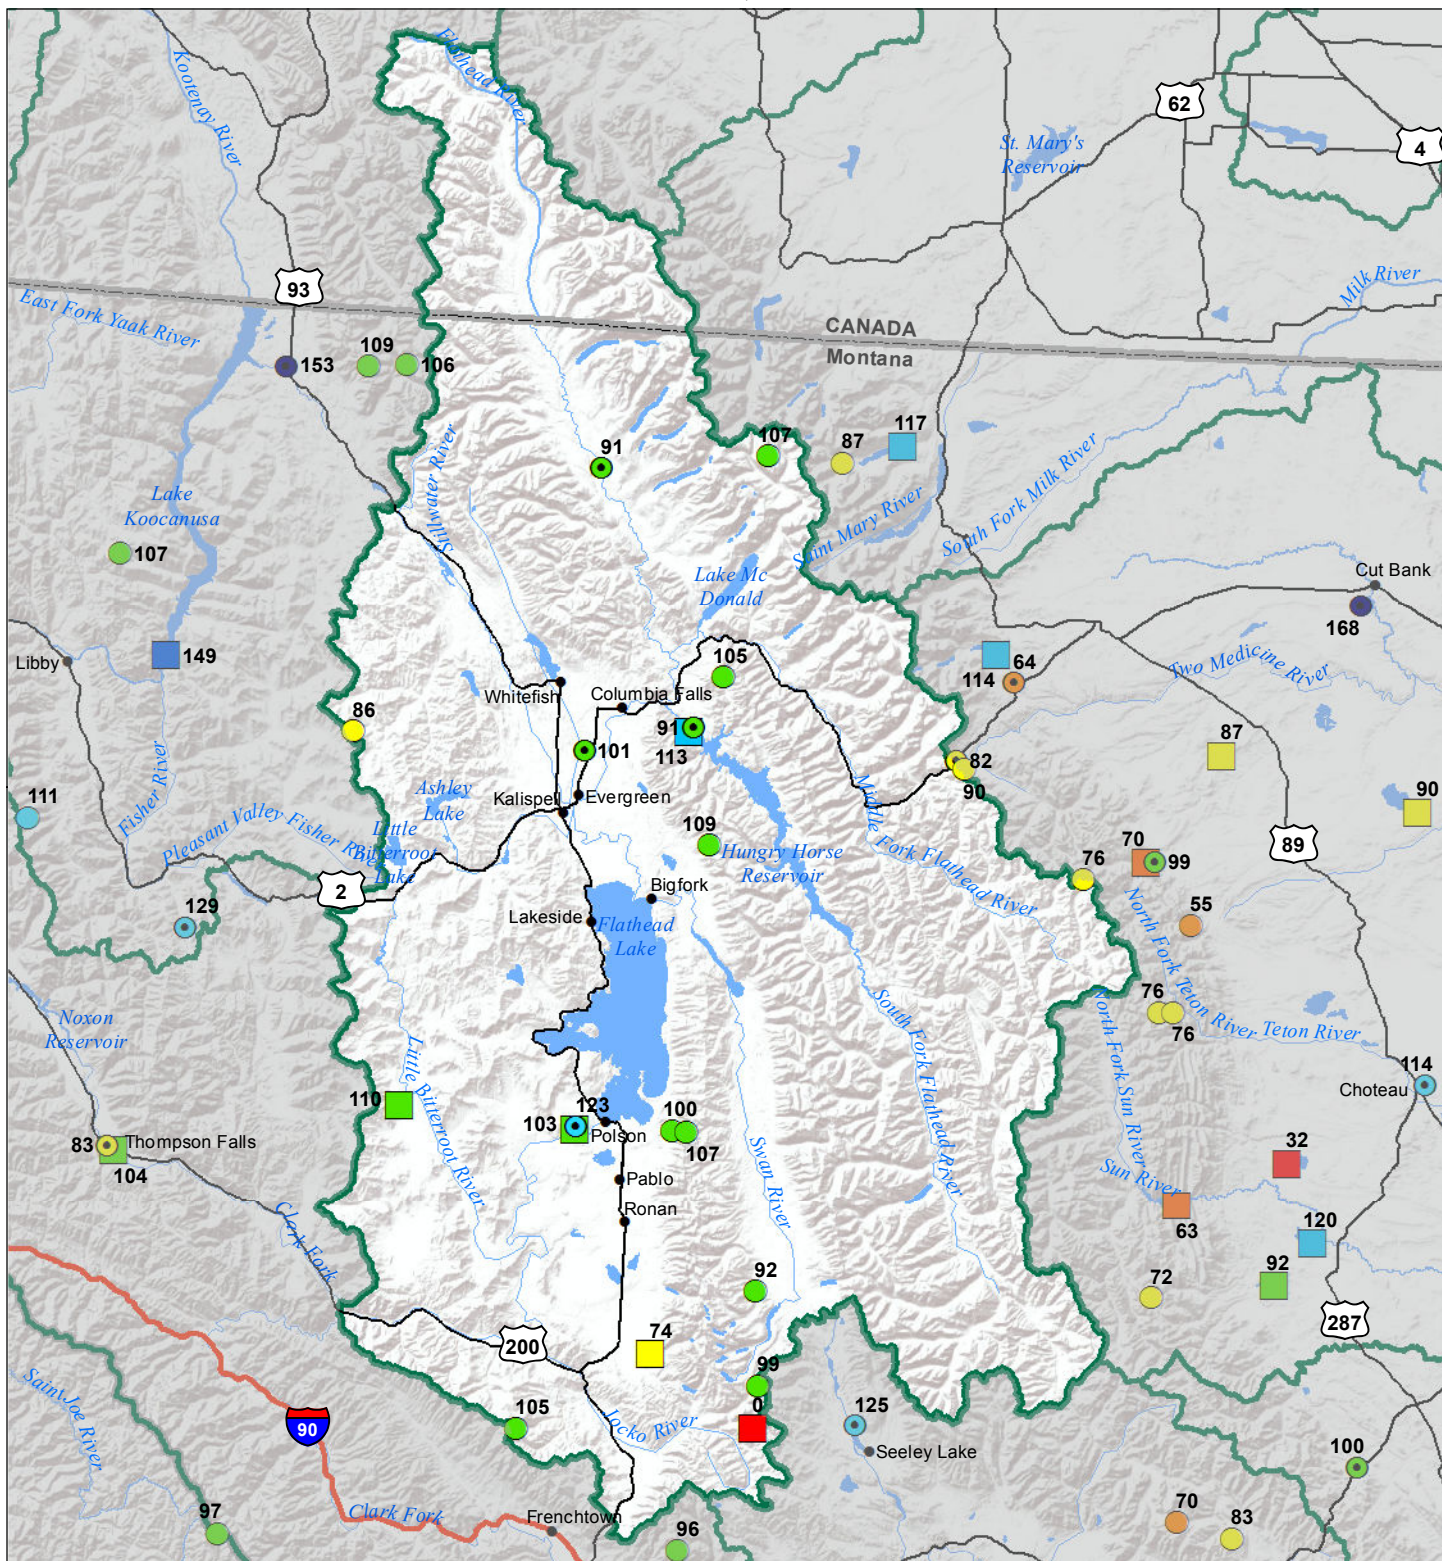 Flathead River
Kootenay River
62
4
St. Mary's
Reservoir
93
East Fork Yaak River
Milk River
CANADA
Montana
153
109
106
91
107
87
117
Stillwater River
Lake
Koocanusa
107
Saint Mary River
South Fork Milk River
Lake Mc
Donald
Cut Bank
168
Libby
149
105
114
64
Two Medicine River
Whitefish
Columbia Falls
86
91
113
101
82
90
87
90
111
Fisher River
Ashley
Lake
Kalispell
Evergreen
Pleasant Valley Fisher River
Little
Bitterroot
Lake
109
Hungry Horse
Reservoir
Middle Fork Flathead River
89
70
99
76
2
Bigfork
129
Lakeside
Flathead
Lake
55
North Fork Teton River
76
76
Teton River
Noxon
Reservoir
Little Bitterroot River
South Fork Flathead River
North Fork Sun River
114
Choteau
110
103
123
Polson
100
107
83
Thompson Falls
104
Swan River
32
Sun River
Pablo
63
Ronan
120
Clark Fork
92
72
92
200
74
287
99
0
Saint Joe River
105
Jocko River
125
Seeley Lake
90
100
97
Clark Fork
Frenchtown
96
70
83